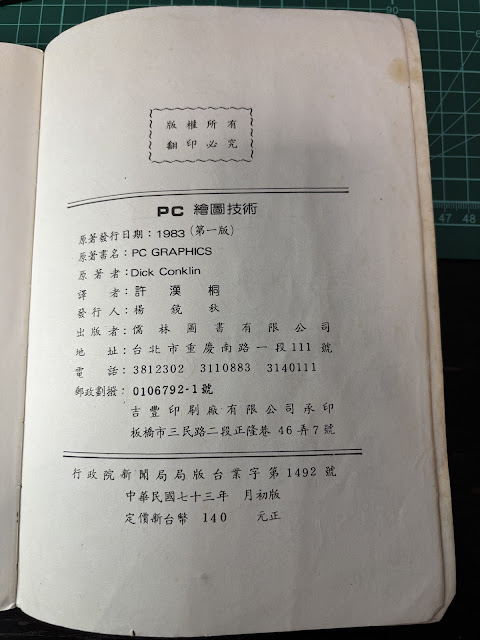 90
版權所有
翻印必究
PC 繪圖技術
原著發行日期：1983（第一版）
原著書名：PC GRAPHICS
原著者：Dick Conklin
譯者：許漢桐
發行人：楊鏡秋
出版者：儒林圖書有限公司
地址：台北市重慶南路一段111號
電話：3812302 3110883 3140111
郵政劃撥：0106792-1號
吉豐印刷廠有限公司承印
板橋市三民路二段正隆巷46弄7號
行政院新聞局局版台業字第1492號
中華民國七十三年 月初版
定價新台幣 140 元正
47 48